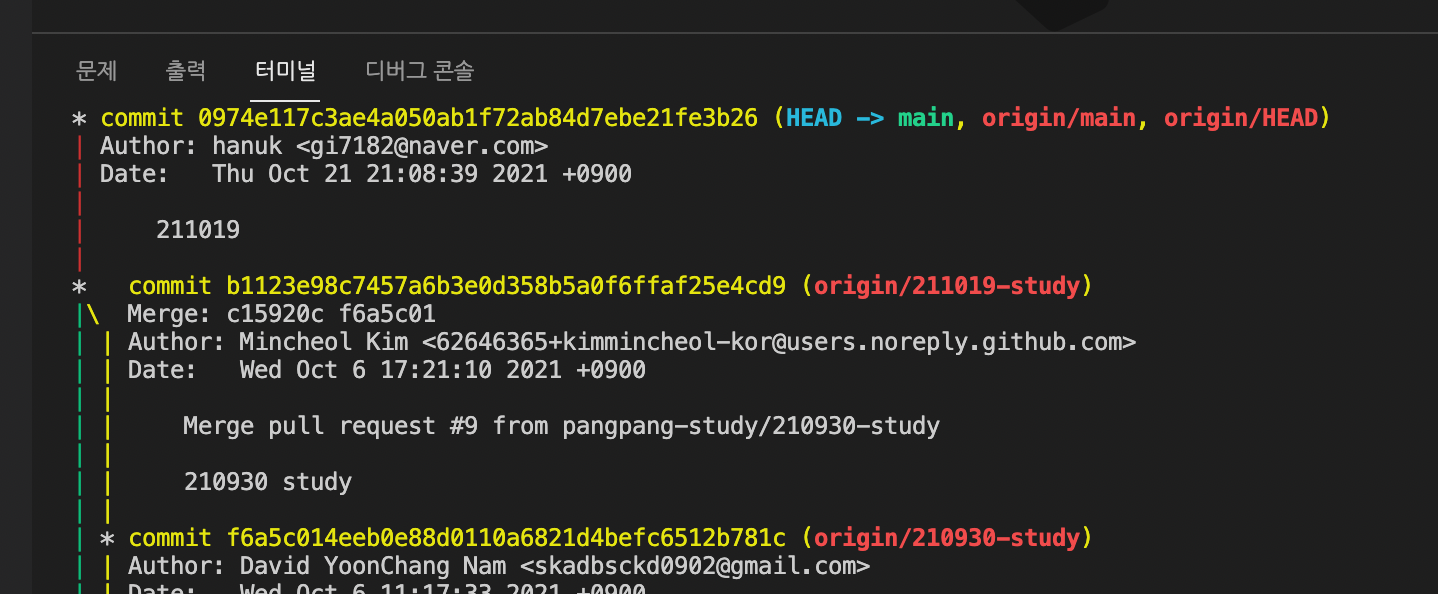 문제 출력 터미널 디버그 콘솔
* commit 0974e117c3ae4a050ab1f72ab84d7ebe21fe3b26 (HEAD -> main, origin/main, origin/HEAD)
| Author: hanuk <gi7182@naver.com>
| Date:   Thu Oct 21 21:08:39 2021 +0900
|
|     211019
|
*   commit b1123e98c7457a6b3e0d358b5a0f6ffaf25e4cd9 (origin/211019-study)
|\  Merge: c15920c f6a5c01
| | Author: Mincheol Kim <62646365+kimmincheol-kor@users.noreply.github.com>
| | Date:   Wed Oct 6 17:21:10 2021 +0900
| |
| |     Merge pull request #9 from pangpang-study/210930-study
| |
| |     210930 study
| |
| * commit f6a5c014eeb0e88d0110a6821d4befc6512b781c (origin/210930-study)
| | Author: David YoonChang Nam <skadbsckd0902@gmail.com>
| | Date:   Wed Oct 6 11:17:33 2021 +0900